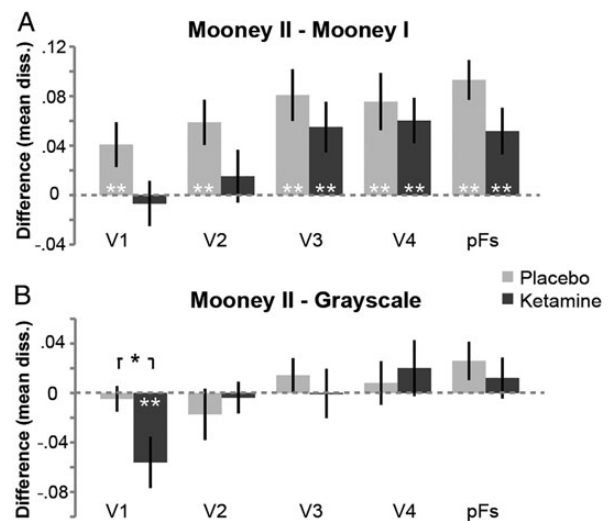 A
Mooney II - Mooney I
Difference (mean diss.)
.12
.08
.04
0
-.04
** ** ** ** ** ** ** **
V1 V2 V3 V4 pFs
Placebo
Ketamine
B
Mooney II - Grayscale
Difference (mean diss.)
.04
0
-.04
-.08
*
**
V1 V2 V3 V4 pFs